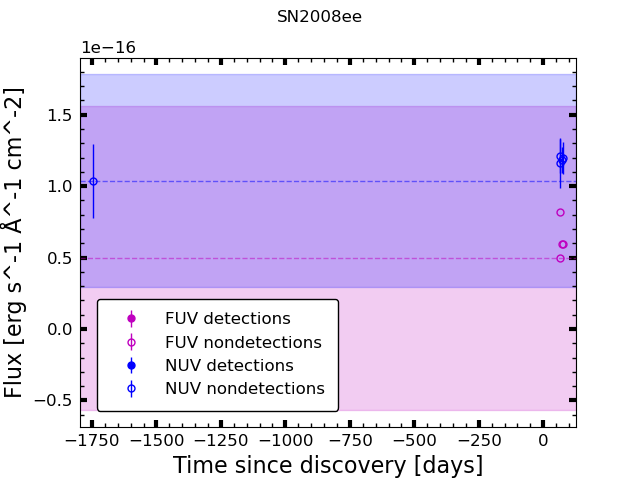 SN2008ee
1e−16
Flux [erg s^-1 Å^-1 cm^-2]
1.5
1.0
0.5
0.0
−0.5
FUV detections
FUV nondetections
NUV detections
NUV nondetections
−1750 −1500 −1250 −1000 −750 −500 −250 0
Time since discovery [days]